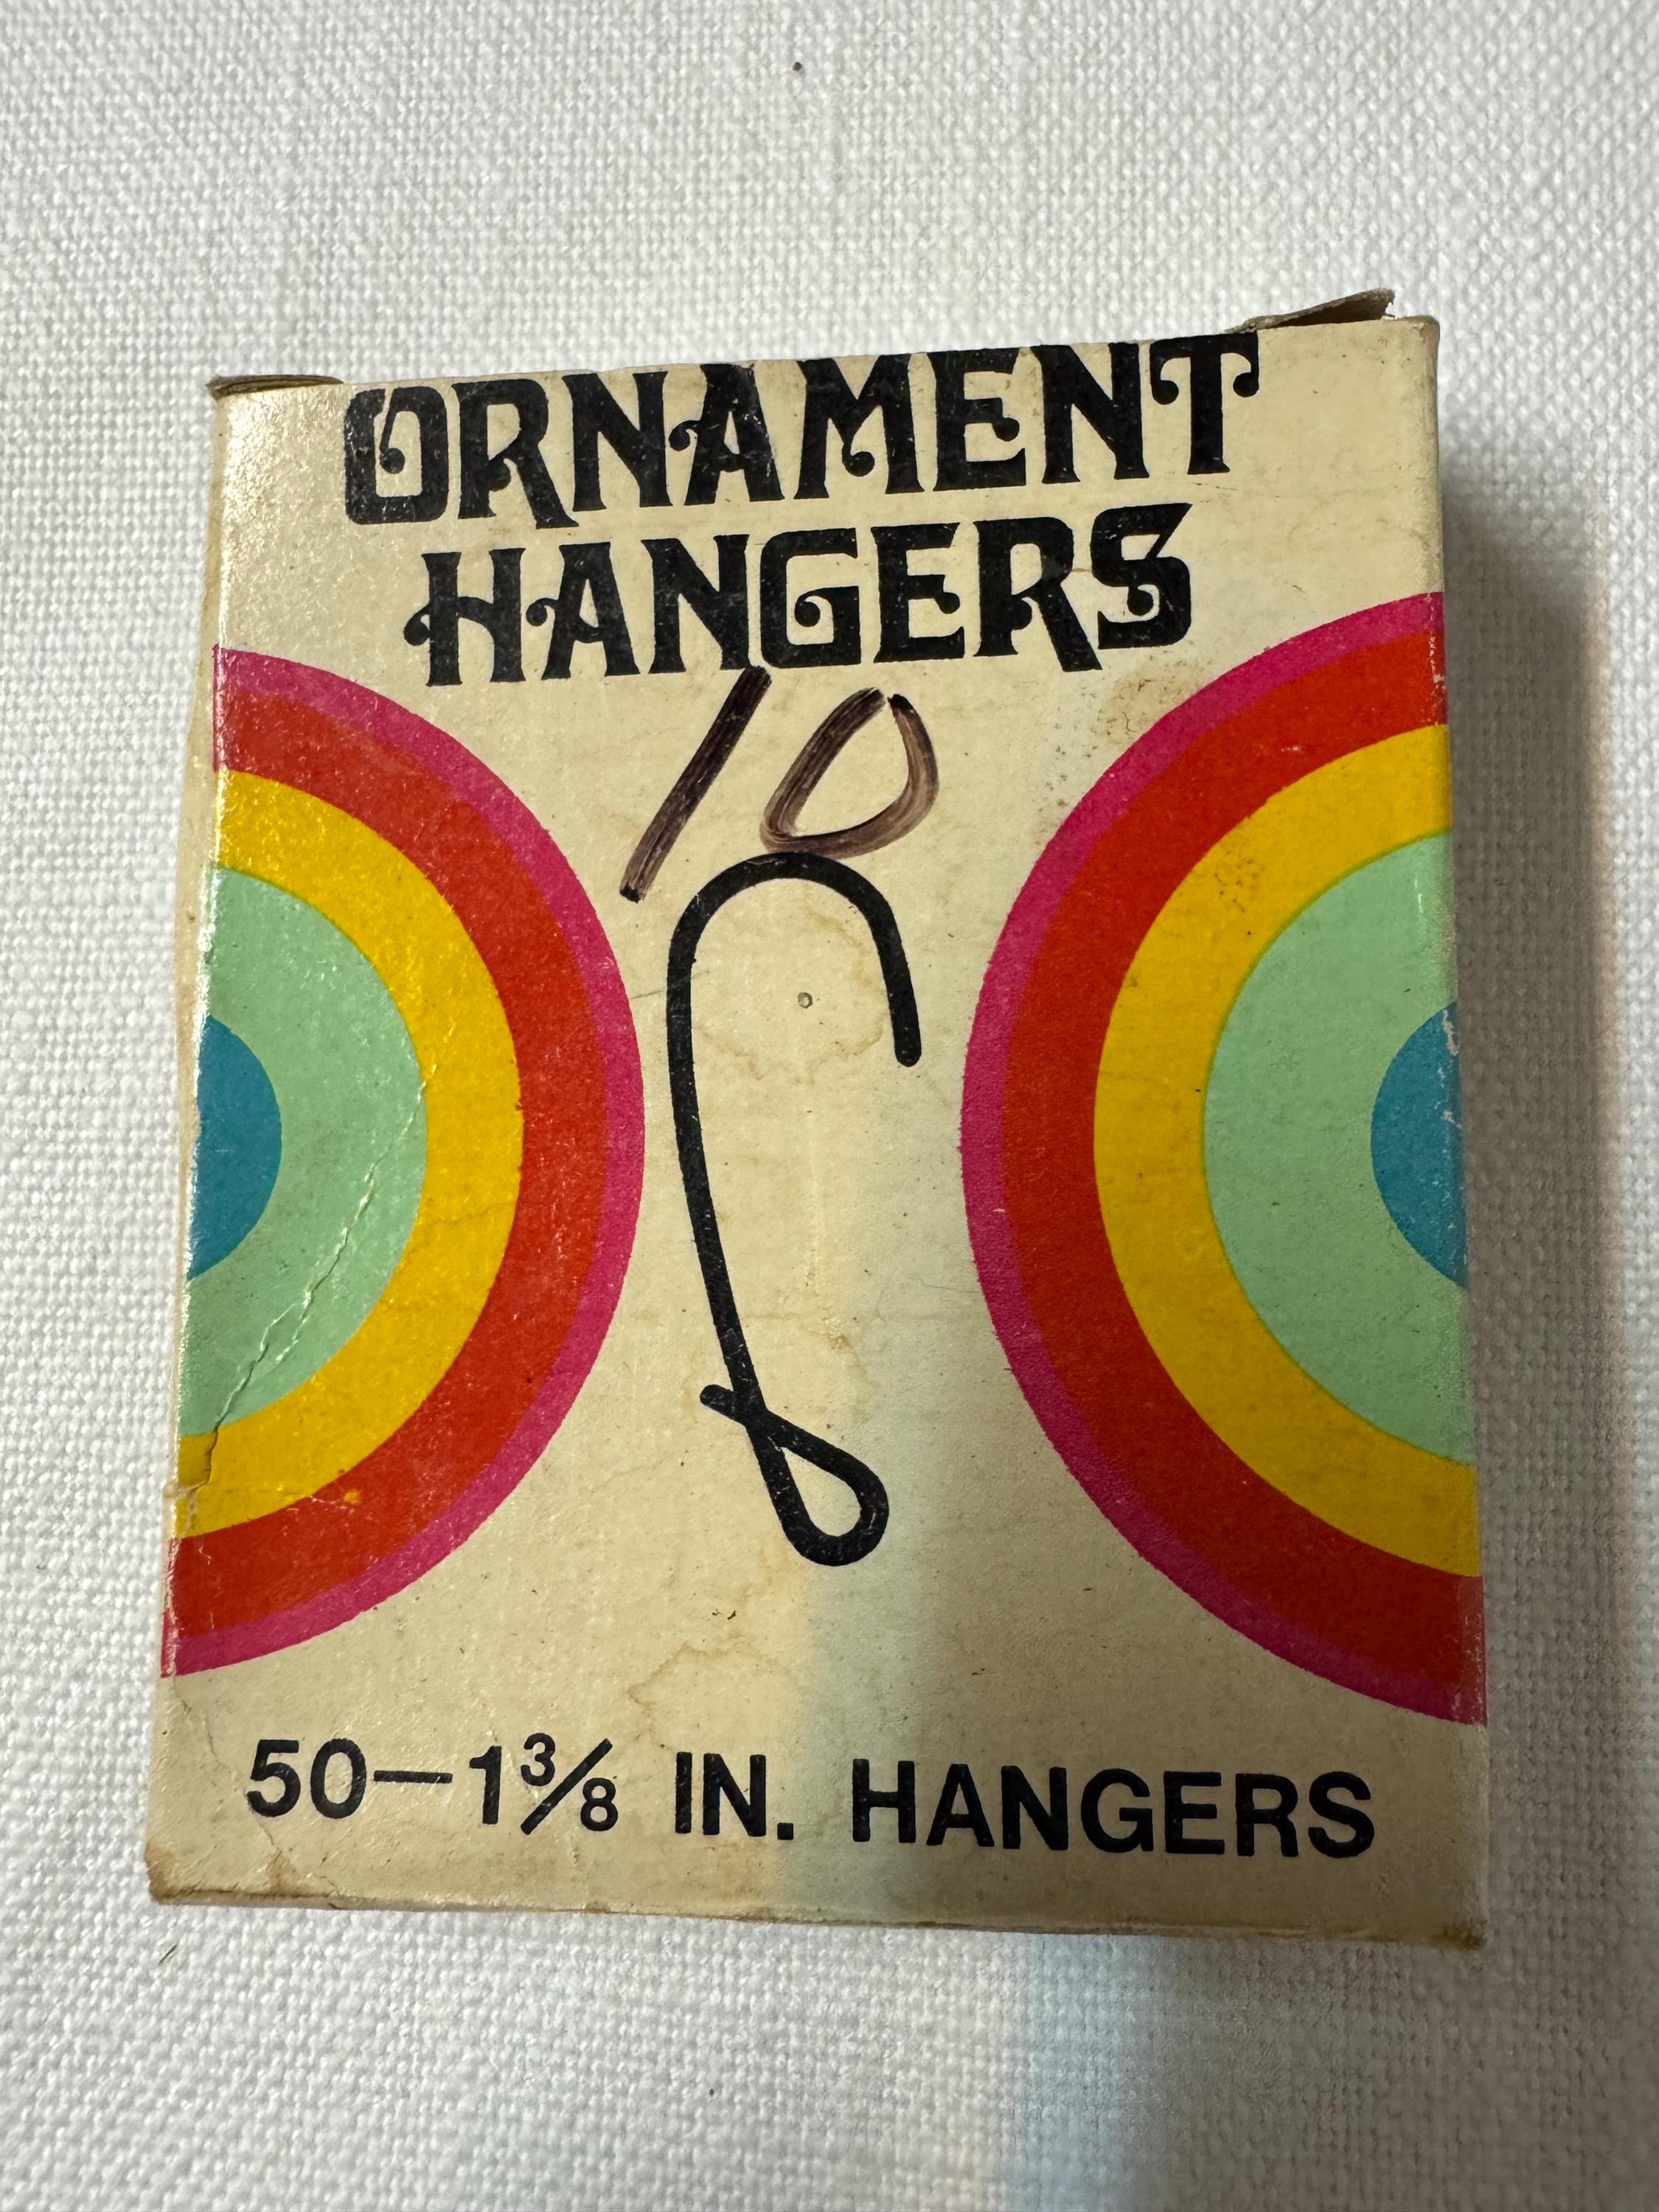 ORNAMENT
HANGERS
10
50—1⅜ IN. HANGERS